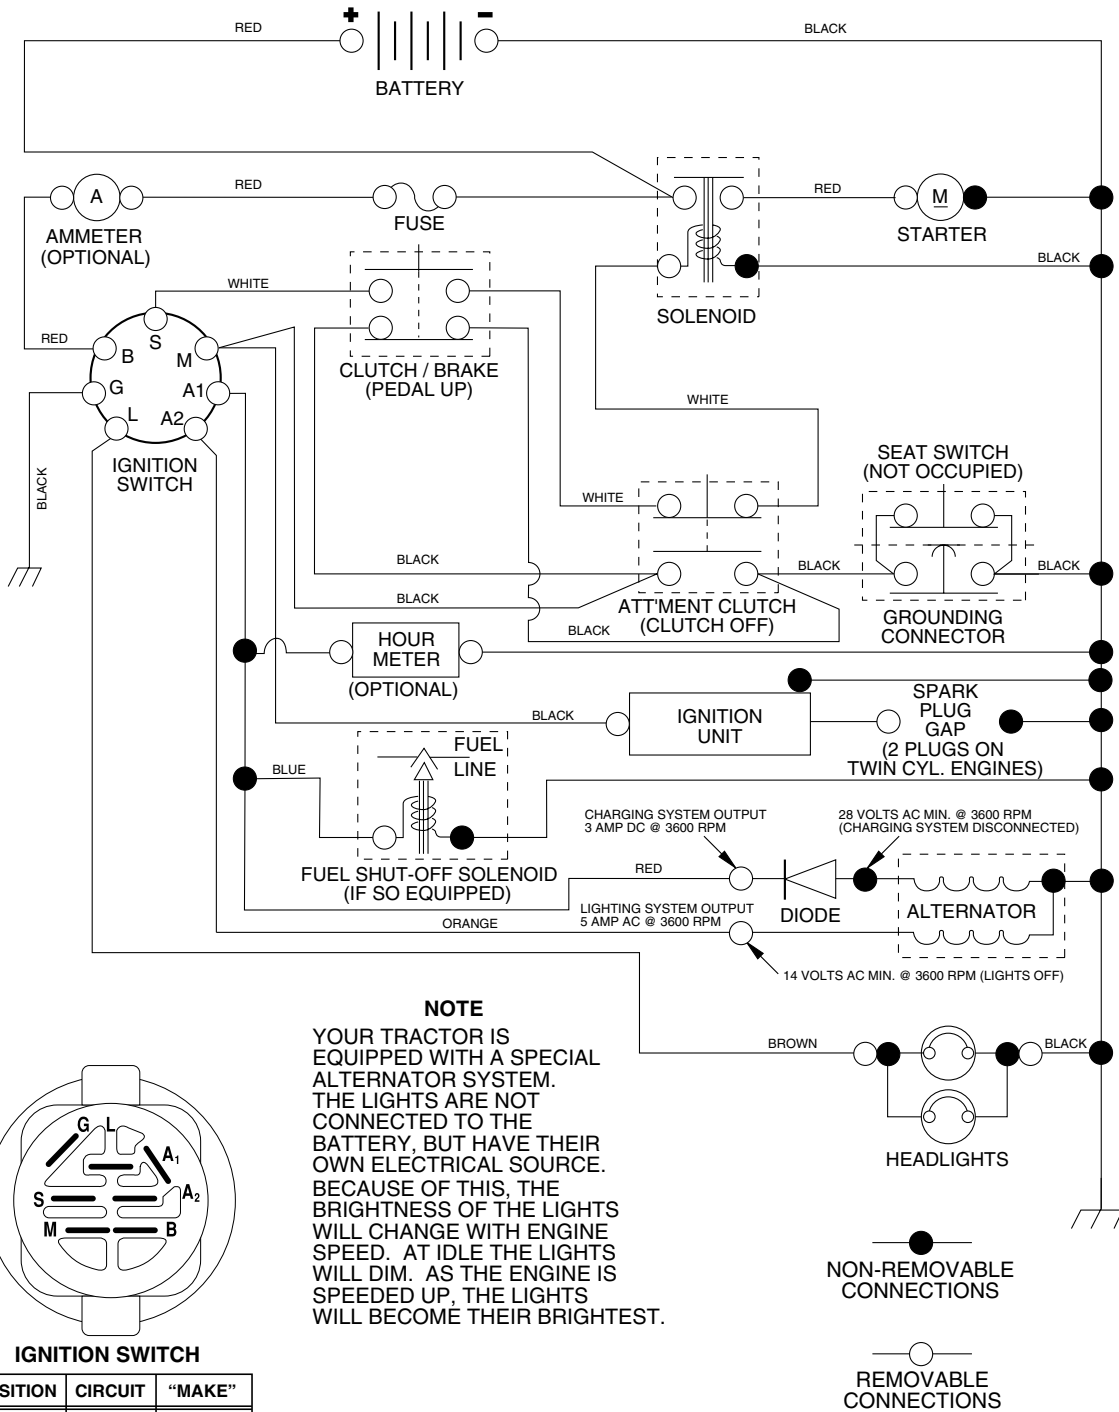 RED
+
-
BLACK
BATTERY
RED
A
AMMETER
(OPTIONAL)
FUSE
RED
M
STARTER
BLACK
SOLENOID
WHITE
RED
S
B
M
G
A1
L
A2
IGNITION
SWITCH
BLACK
CLUTCH / BRAKE
(PEDAL UP)
WHITE
SEAT SWITCH
(NOT OCCUPIED)
WHITE
BLACK
BLACK
BLACK
BLACK
BLACK
ATT'MENT CLUTCH
(CLUTCH OFF)
GROUNDING
CONNECTOR
HOUR
METER
(OPTIONAL)
BLACK
IGNITION
UNIT
SPARK
PLUG
GAP
(2 PLUGS ON
TWIN CYL. ENGINES)
FUEL
LINE
BLUE
FUEL SHUT-OFF SOLENOID
(IF SO EQUIPPED)
CHARGING SYSTEM OUTPUT
3 AMP DC @ 3600 RPM
28 VOLTS AC MIN. @ 3600 RPM
(CHARGING SYSTEM DISCONNECTED)
RED
DIODE
ALTERNATOR
LIGHTING SYSTEM OUTPUT
5 AMP AC @ 3600 RPM
ORANGE
14 VOLTS AC MIN. @ 3600 RPM (LIGHTS OFF)
BROWN
BLACK
HEADLIGHTS
NOTE
YOUR TRACTOR IS
EQUIPPED WITH A SPECIAL
ALTERNATOR SYSTEM.
THE LIGHTS ARE NOT
CONNECTED TO THE
BATTERY, BUT HAVE THEIR
OWN ELECTRICAL SOURCE.
BECAUSE OF THIS, THE
BRIGHTNESS OF THE LIGHTS
WILL CHANGE WITH ENGINE
SPEED. AT IDLE THE LIGHTS
WILL DIM. AS THE ENGINE IS
SPEEDED UP, THE LIGHTS
WILL BECOME THEIR BRIGHTEST.
G L
A1
A2
S
M
B
IGNITION SWITCH
SITION CIRCUIT "MAKE"
NON-REMOVABLE
CONNECTIONS
REMOVABLE
CONNECTIONS